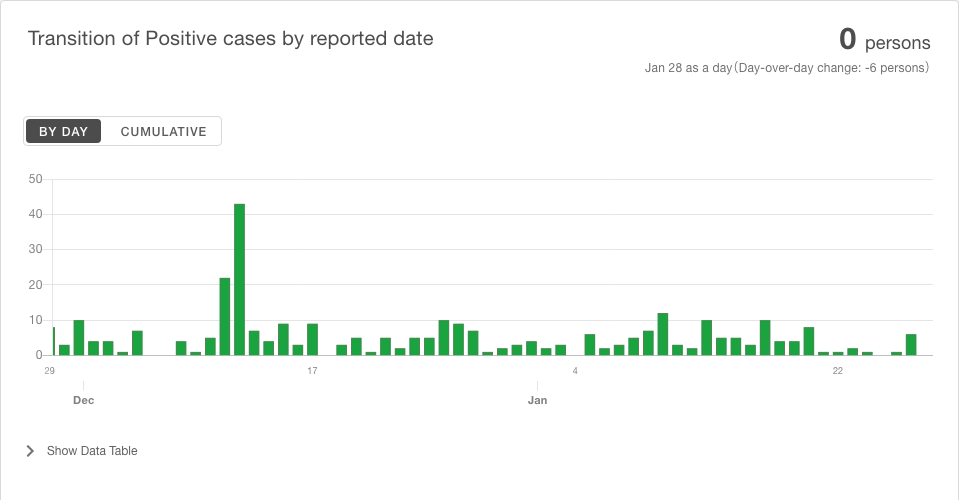 Transition of Positive cases by reported date
0 persons
Jan 28 as a day(Day-over-day change: -6 persons)
BY DAY CUMULATIVE
50
40
30
20
10
0
29 17 4 22
Dec Jan
Show Data Table